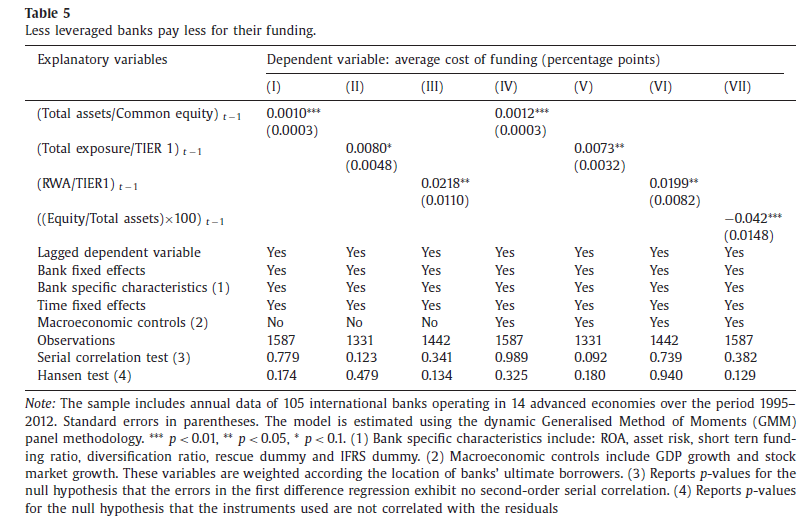 Table 5
Less leveraged banks pay less for their funding.
Explanatory variables Dependent variable: average cost of funding (percentage points)
(I) (II) (III) (IV) (V) (VI) (VII)
(Total assets/Common equity) t−1 0.0010*** 0.0012***
(0.0003) (0.0003)
(Total exposure/TIER 1) t−1 0.0080* 0.0073**
(0.0048) (0.0032)
(RWA/TIER1) t−1 0.0218** 0.0199**
(0.0110) (0.0082)
((Equity/Total assets)×100) t−1 −0.042***
(0.0148)
Lagged dependent variable Yes Yes Yes Yes Yes Yes Yes
Bank fixed effects Yes Yes Yes Yes Yes Yes Yes
Bank specific characteristics (1) Yes Yes Yes Yes Yes Yes Yes
Time fixed effects Yes Yes Yes Yes Yes Yes Yes
Macroeconomic controls (2) No No No Yes Yes Yes Yes
Observations 1587 1331 1442 1587 1331 1442 1587
Serial correlation test (3) 0.779 0.123 0.341 0.989 0.092 0.739 0.382
Hansen test (4) 0.174 0.479 0.134 0.325 0.180 0.940 0.129
Note: The sample includes annual data of 105 international banks operating in 14 advanced economies over the period 1995–
2012. Standard errors in parentheses. The model is estimated using the dynamic Generalised Method of Moments (GMM)
panel methodology. *** p < 0.01, ** p < 0.05, * p < 0.1. (1) Bank specific characteristics include: ROA, asset risk, short tern fund-
ing ratio, diversification ratio, rescue dummy and IFRS dummy. (2) Macroeconomic controls include GDP growth and stock
market growth. These variables are weighted according the location of banks' ultimate borrowers. (3) Reports p-values for the
null hypothesis that the errors in the first difference regression exhibit no second-order serial correlation. (4) Reports p-values
for the null hypothesis that the instruments used are not correlated with the residuals